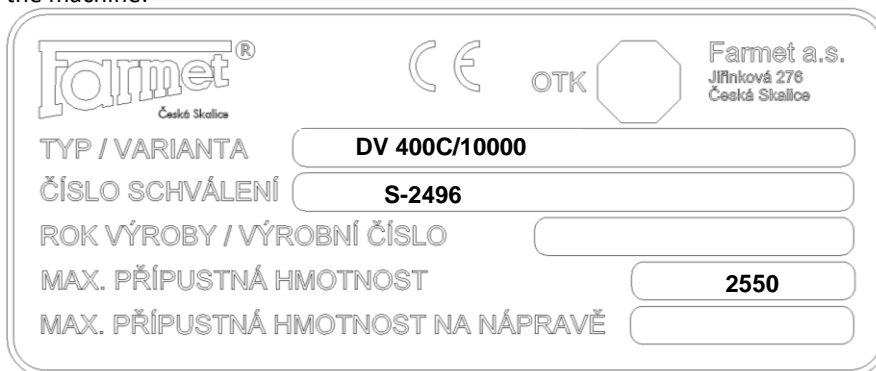 the machine.
Farmet®
Česká Skalice
CE
OTK
Farmet a.s.
Jiřinková 276
Česká Skalice
TYP / VARIANTA DV 400C/10000
ČÍSLO SCHVÁLENÍ S-2496
ROK VÝROBY / VÝROBNÍ ČÍSLO
MAX. PŘÍPUSTNÁ HMOTNOST 2550
MAX. PŘÍPUSTNÁ HMOTNOST NA NÁPRAVĚ